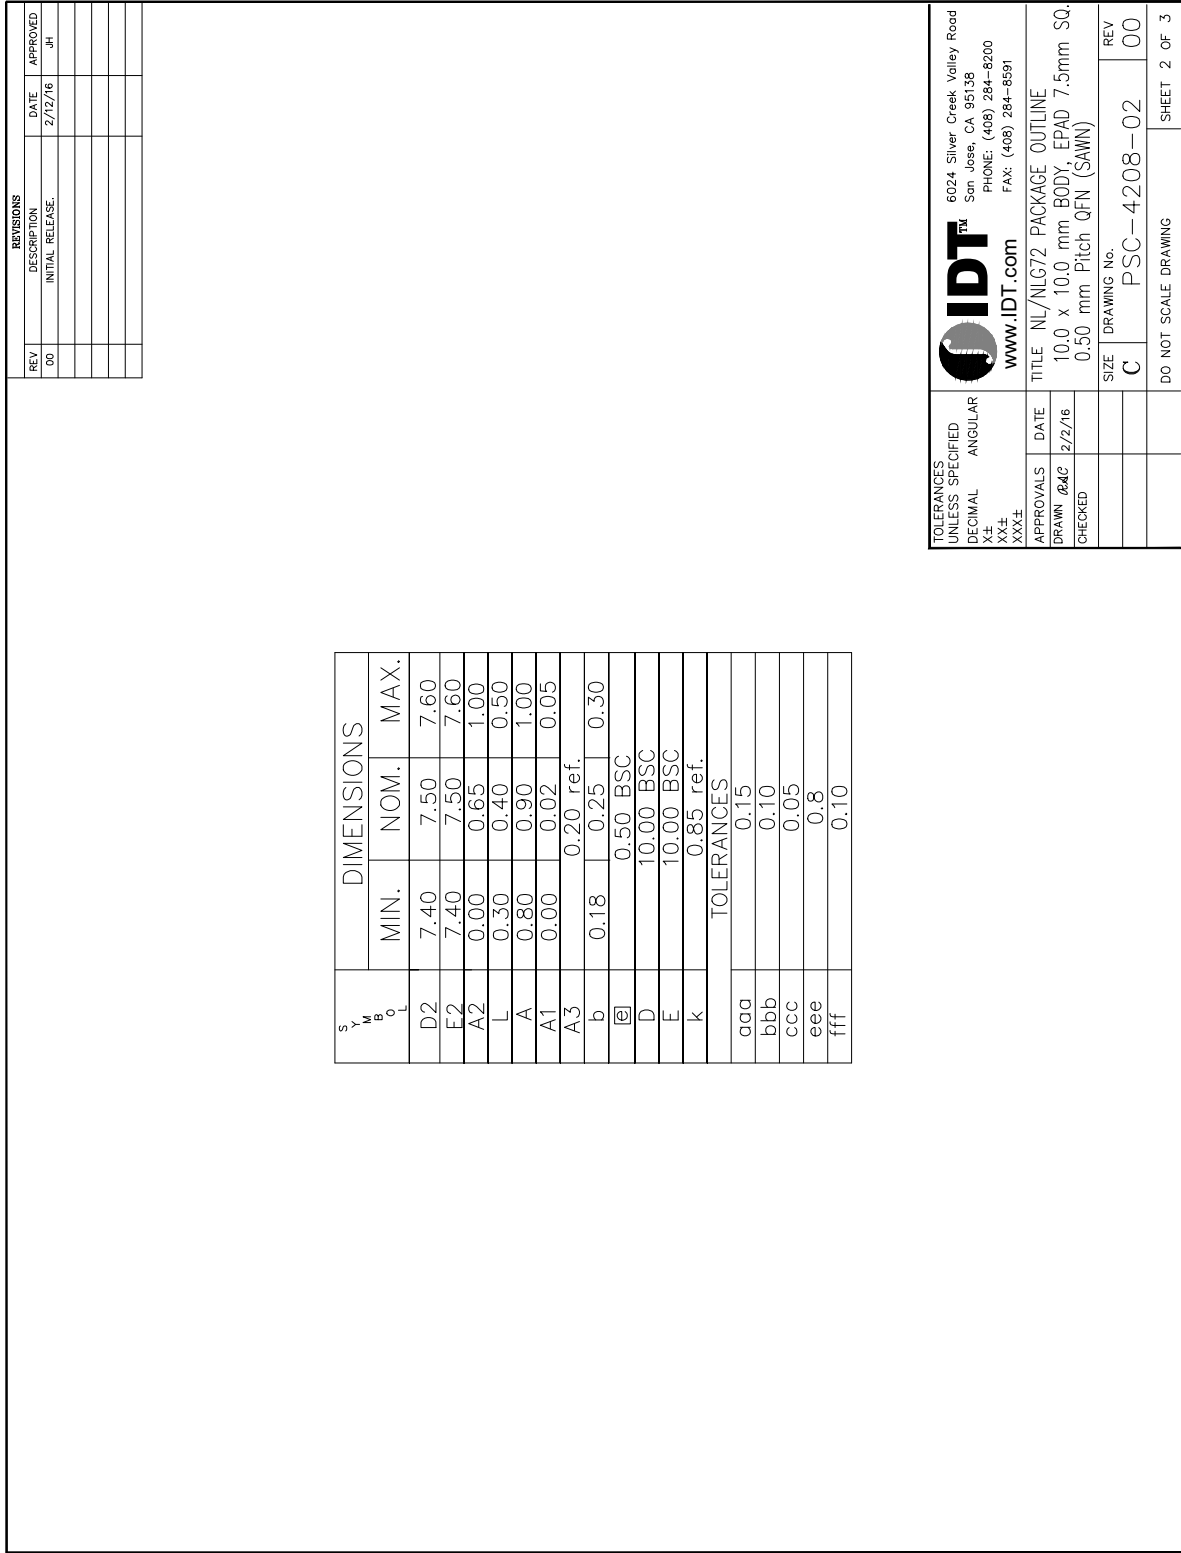 REVISIONS
REV DESCRIPTION DATE APPROVED
00 INITIAL RELEASE. 2/12/16 JH
SYMBOL DIMENSIONS
MIN. NOM. MAX.
D2 7.40 7.50 7.60
E2 7.40 7.50 7.60
A2 0.00 0.65 1.00
L 0.30 0.40 0.50
A 0.80 0.90 1.00
A1 0.00 0.02 0.05
A3 0.20 ref.
b 0.18 0.25 0.30
e 0.50 BSC
D 10.00 BSC
E 10.00 BSC
k 0.85 ref.
TOLERANCES
aaa 0.15
bbb 0.10
ccc 0.05
eee 0.8
fff 0.10
TOLERANCES
UNLESS SPECIFIED
DECIMAL ANGULAR
X±
XX±
XXX±
APPROVALS DATE
DRAWN RAC 2/2/16
CHECKED
IDT™
www.IDT.com
6024 Silver Creek Valley Road
San Jose, CA 95138
PHONE: (408) 284-8200
FAX: (408) 284-8591
TITLE NL/NLG72 PACKAGE OUTLINE
10.0 x 10.0 mm BODY, EPAD 7.5mm SQ.
0.50 mm Pitch QFN (SAWN)
SIZE DRAWING No. REV
C PSC-4208-02 00
DO NOT SCALE DRAWING SHEET 2 OF 3